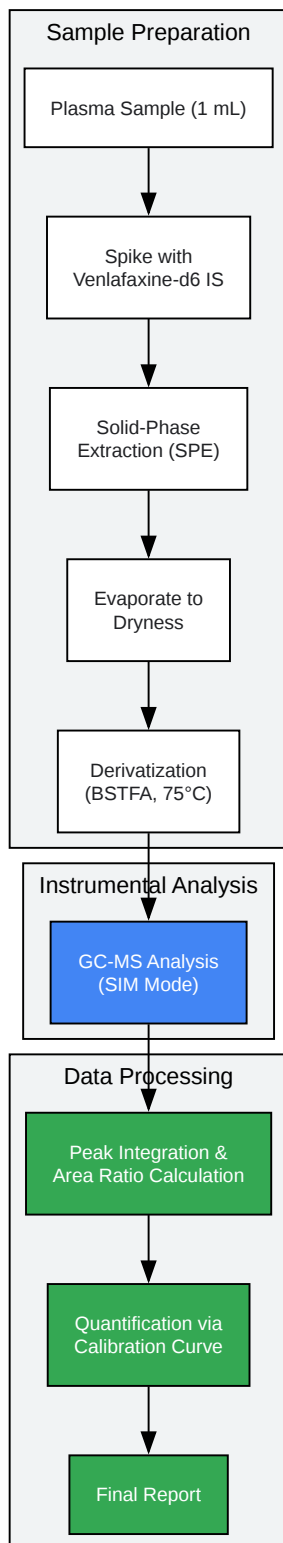 Sample Preparation
Plasma Sample (1 mL)
Spike with
Venlafaxine-d6 IS
Solid-Phase
Extraction (SPE)
Evaporate to
Dryness
Derivatization
(BSTFA, 75°C)
Instrumental Analysis
GC-MS Analysis
(SIM Mode)
Data Processing
Peak Integration &
Area Ratio Calculation
Quantification via
Calibration Curve
Final Report